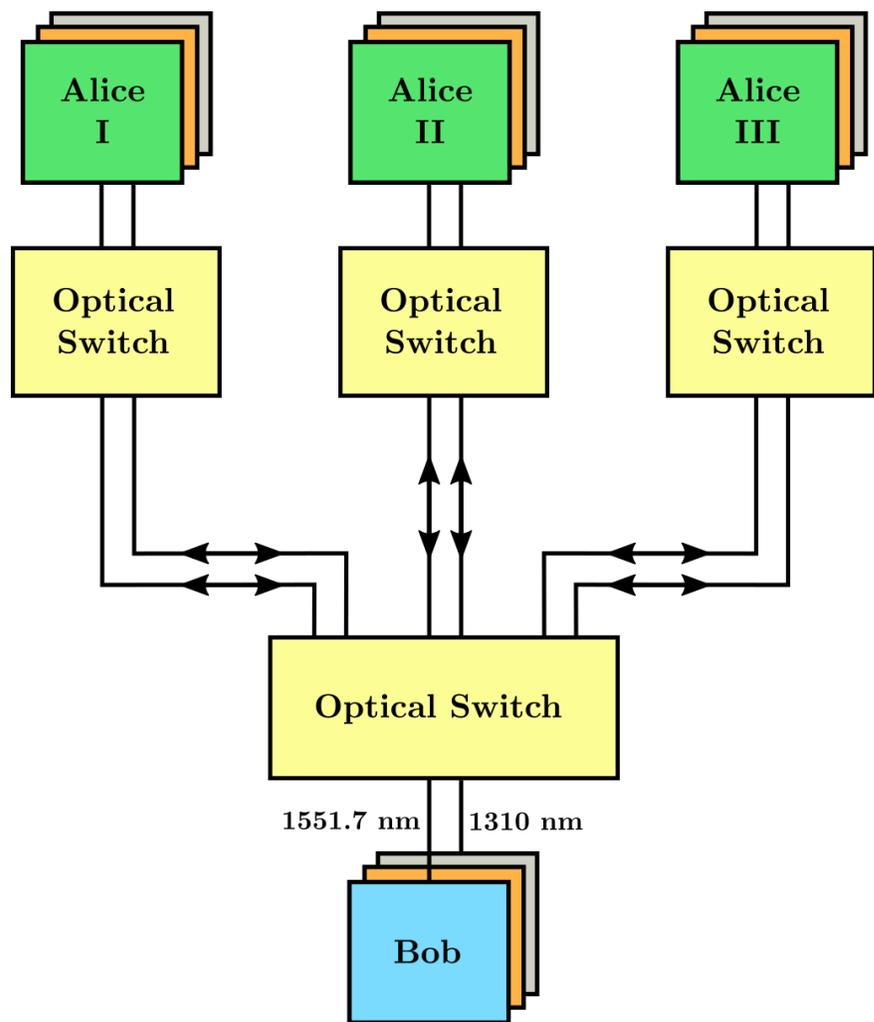 Alice
I
Alice
II
Alice
III
Optical
Switch
Optical
Switch
Optical
Switch
Optical Switch
1551.7 nm
1310 nm
Bob